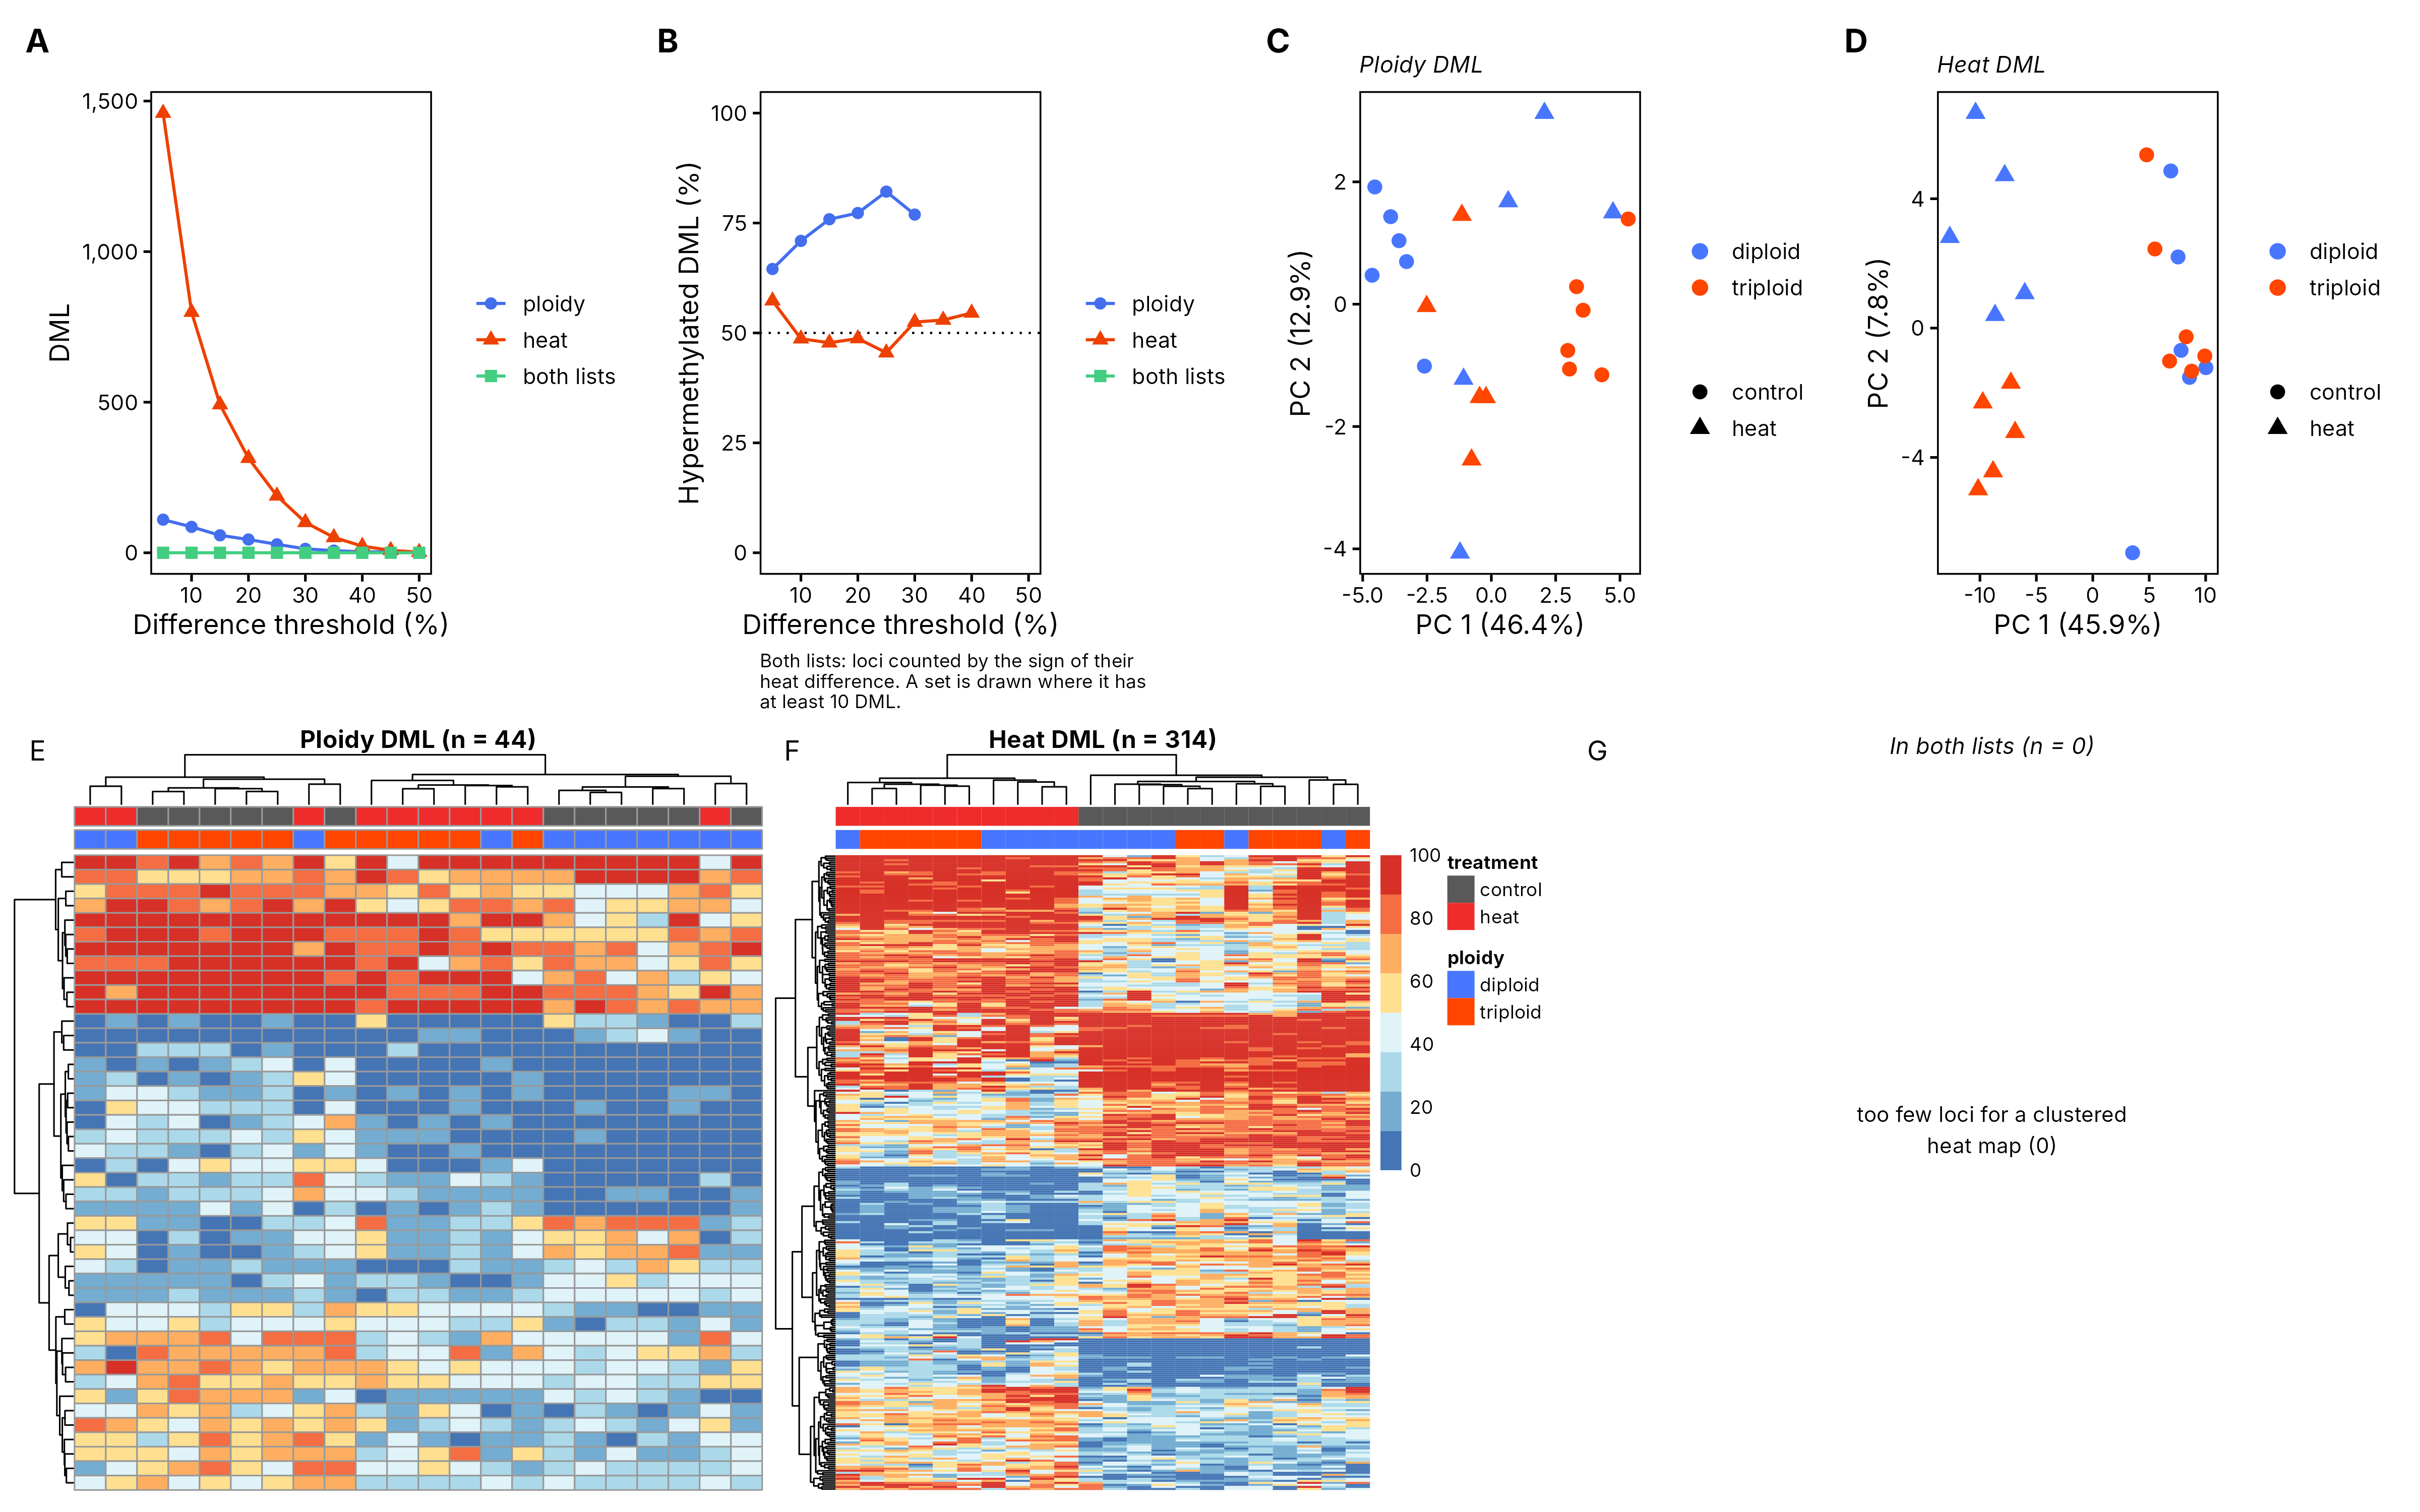 A
1,500
1,000
500
0
10 20 30 40 50
DML
Difference threshold (%)
ploidy
heat
both lists
B
100
75
50
25
0
10 20 30 40 50
Hypermethylated DML (%)
Difference threshold (%)
ploidy
heat
both lists
Both lists: loci counted by the sign of their
heat difference. A set is drawn where it has
at least 10 DML.
C
Ploidy DML
2
0
-2
-4
-5.0 -2.5 0.0 2.5 5.0
PC 2 (12.9%)
PC 1 (46.4%)
diploid
triploid
control
heat
D
Heat DML
4
0
-4
-10 -5 0 5 10
PC 2 (7.8%)
PC 1 (45.9%)
diploid
triploid
control
heat
E
Ploidy DML (n = 44)
F
Heat DML (n = 314)
100
80
60
40
20
0
treatment
control
heat
ploidy
diploid
triploid
G
In both lists (n = 0)
too few loci for a clustered
heat map (0)